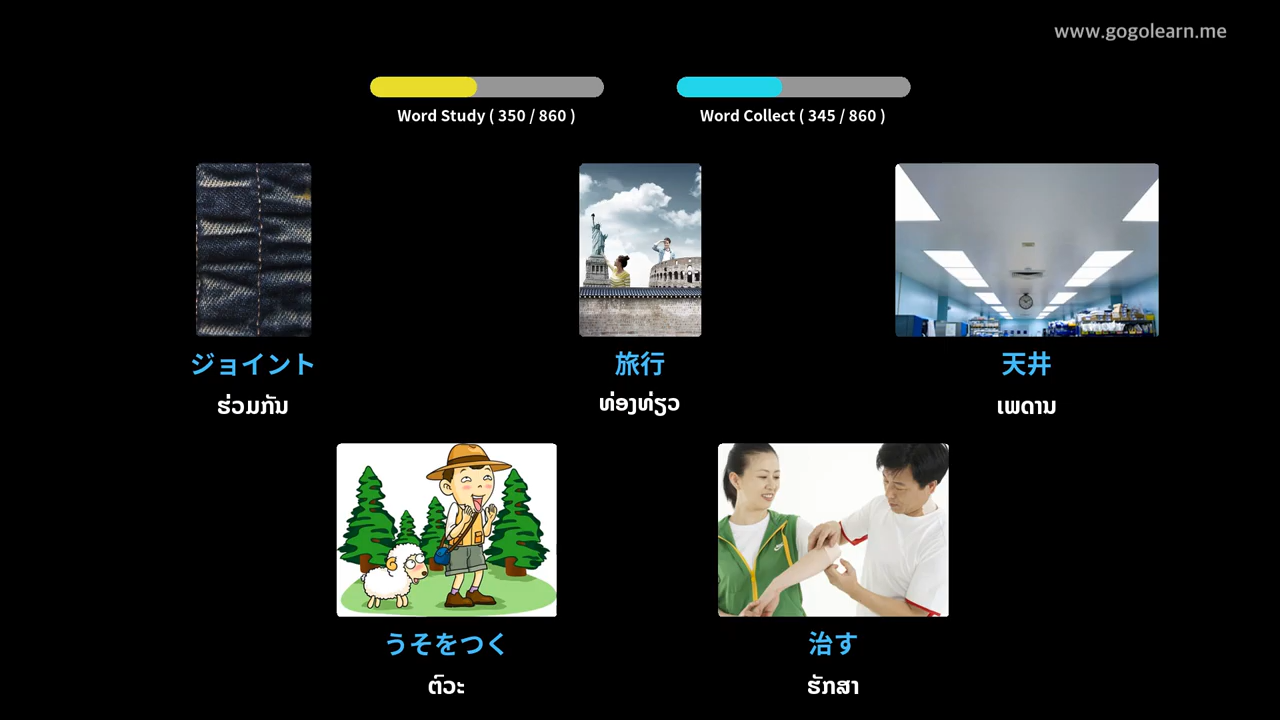 www.gogolearn.me
Word Study ( 350 / 860 )
Word Collect ( 345 / 860 )
ジョイント
ຮ່ວມກັນ
旅行
ທ່ອງທ່ຽວ
天井
ເພດານ
うそをつく
ຕົວະ
治す
ຮັກສາ